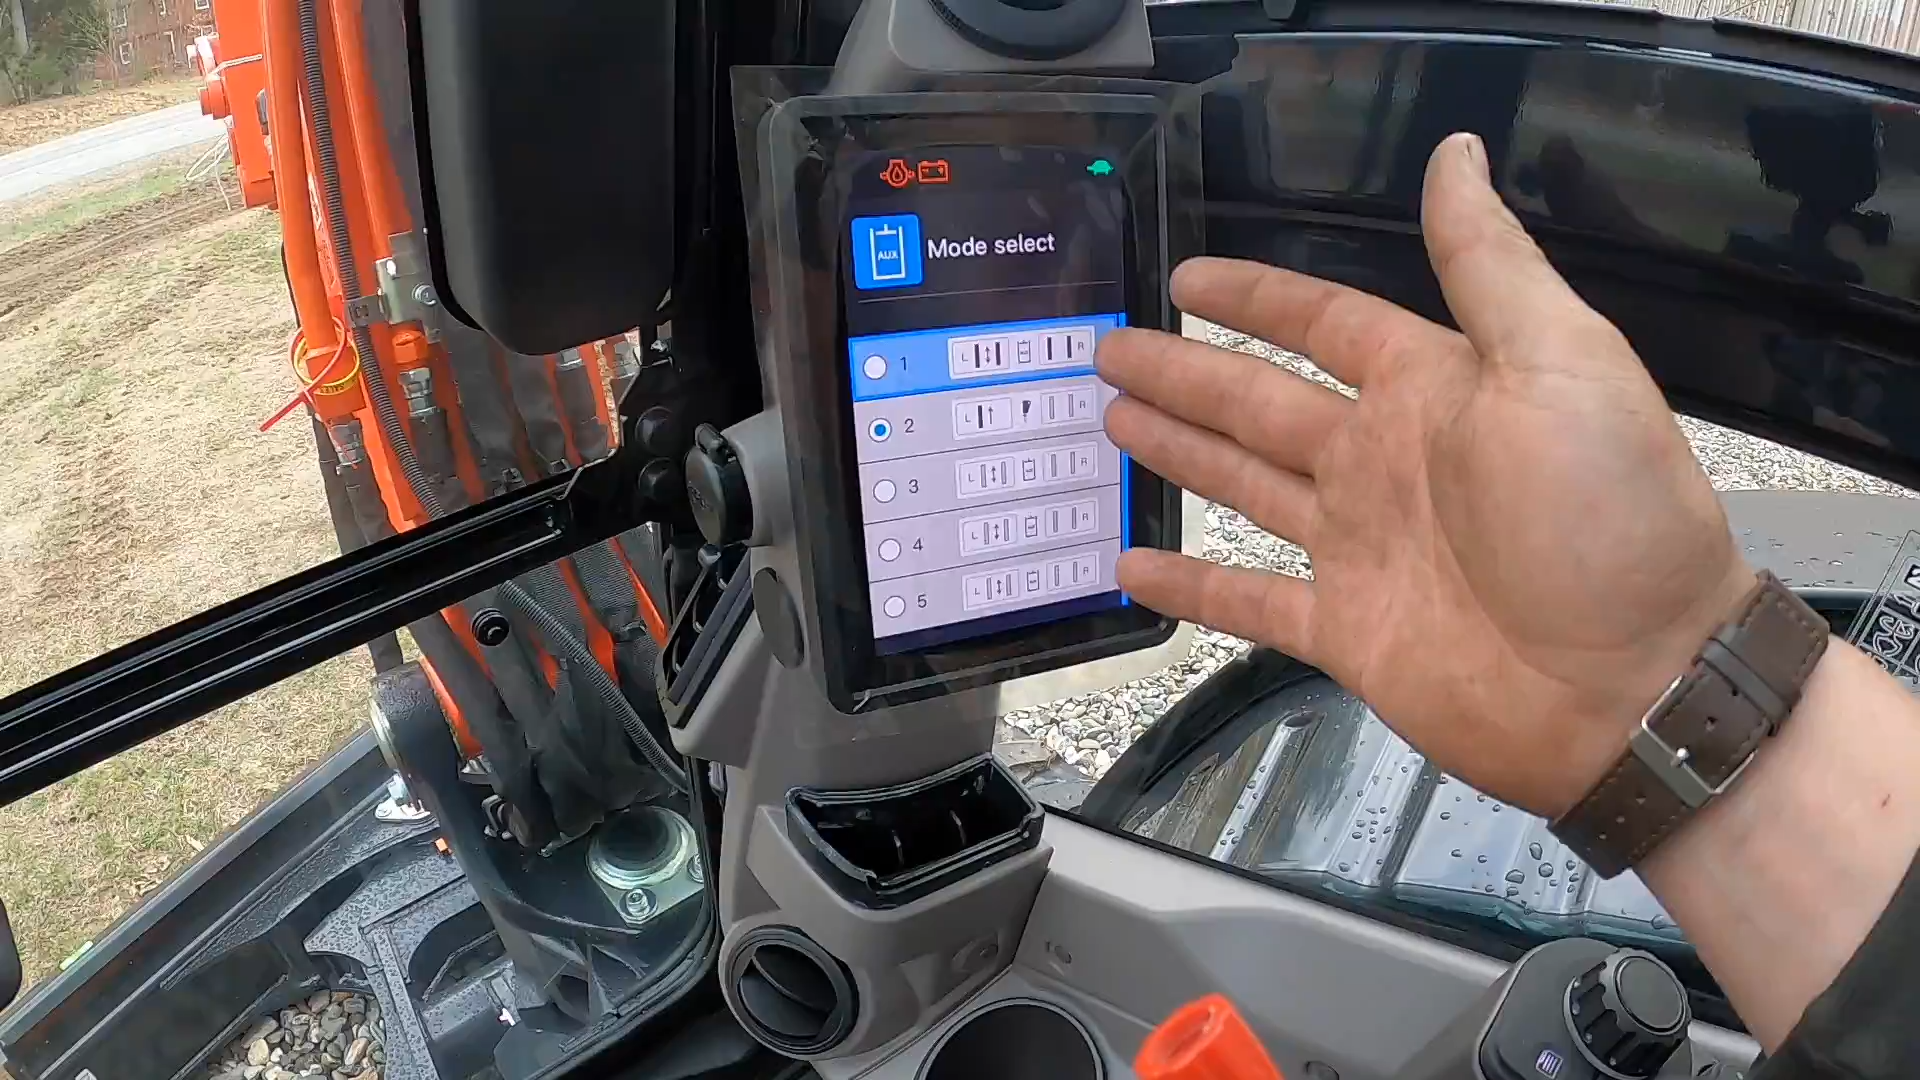 AUX
Mode select
1 L R
2 L R
3 L R
4 L R
5 L R